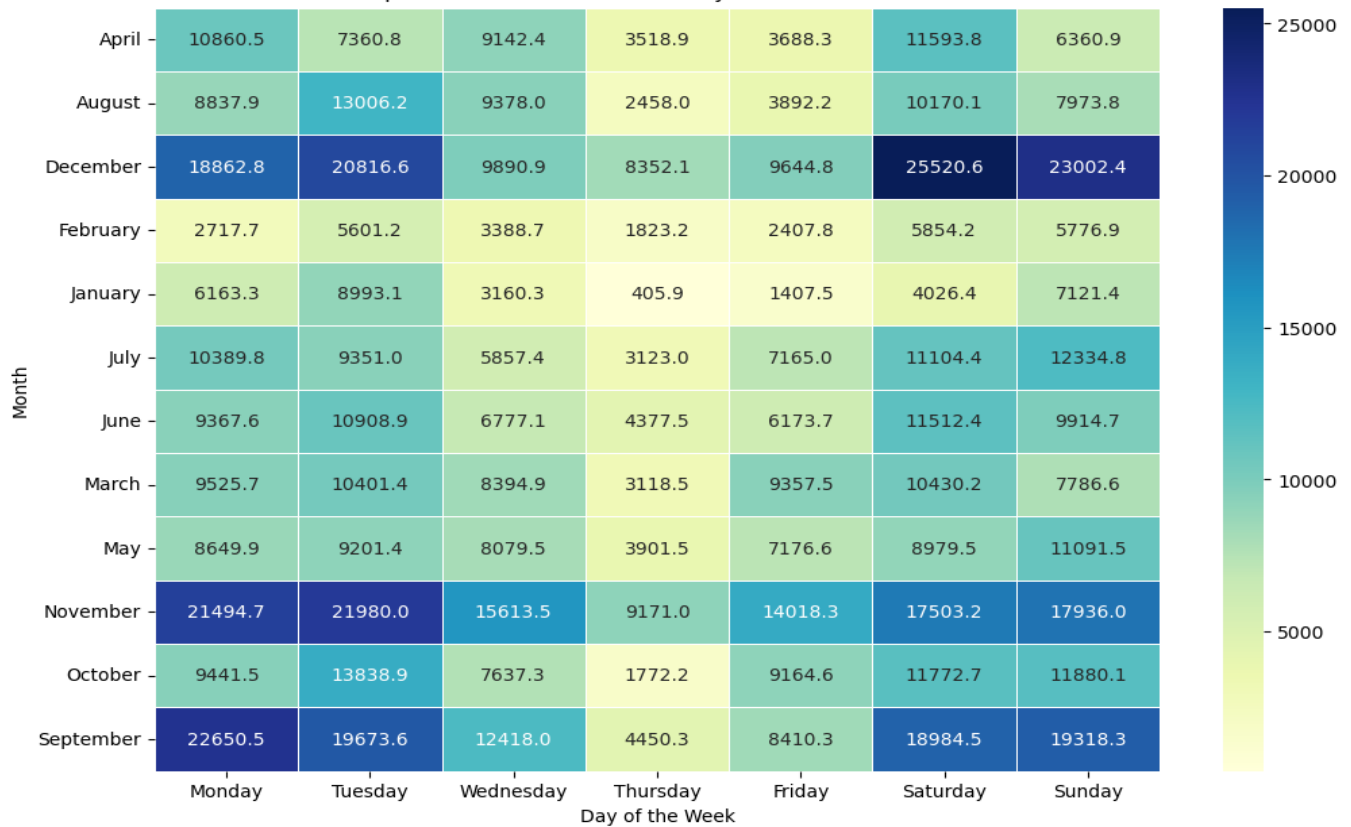 April 10860.5 7360.8 9142.4 3518.9 3688.3 11593.8 6360.9
August 8837.9 13006.2 9378.0 2458.0 3892.2 10170.1 7973.8
December 18862.8 20816.6 9890.9 8352.1 9644.8 25520.6 23002.4
February 2717.7 5601.2 3388.7 1823.2 2407.8 5854.2 5776.9
January 6163.3 8993.1 3160.3 405.9 1407.5 4026.4 7121.4
July 10389.8 9351.0 5857.4 3123.0 7165.0 11104.4 12334.8
June 9367.6 10908.9 6777.1 4377.5 6173.7 11512.4 9914.7
March 9525.7 10401.4 8394.9 3118.5 9357.5 10430.2 7786.6
May 8649.9 9201.4 8079.5 3901.5 7176.6 8979.5 11091.5
November 21494.7 21980.0 15613.5 9171.0 14018.3 17503.2 17936.0
October 9441.5 13838.9 7637.3 1772.2 9164.6 11772.7 11880.1
September 22650.5 19673.6 12418.0 4450.3 8410.3 18984.5 19318.3
Monday Tuesday Wednesday Thursday Friday Saturday Sunday
Day of the Week
Month
25000
20000
15000
10000
5000